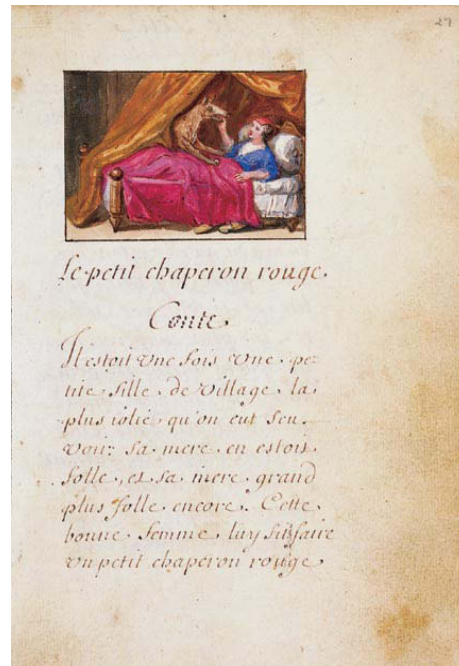 27
Le petit chaperon rouge.
Conte.
Il estoit une fois une pe-
tite fille de village la
plus jolie qu'on eut sceu
voir; sa mere en estoit
folle, et sa mere grand
plus folle encore. Cette
bonne femme luy fit faire
un petit chaperon rouge